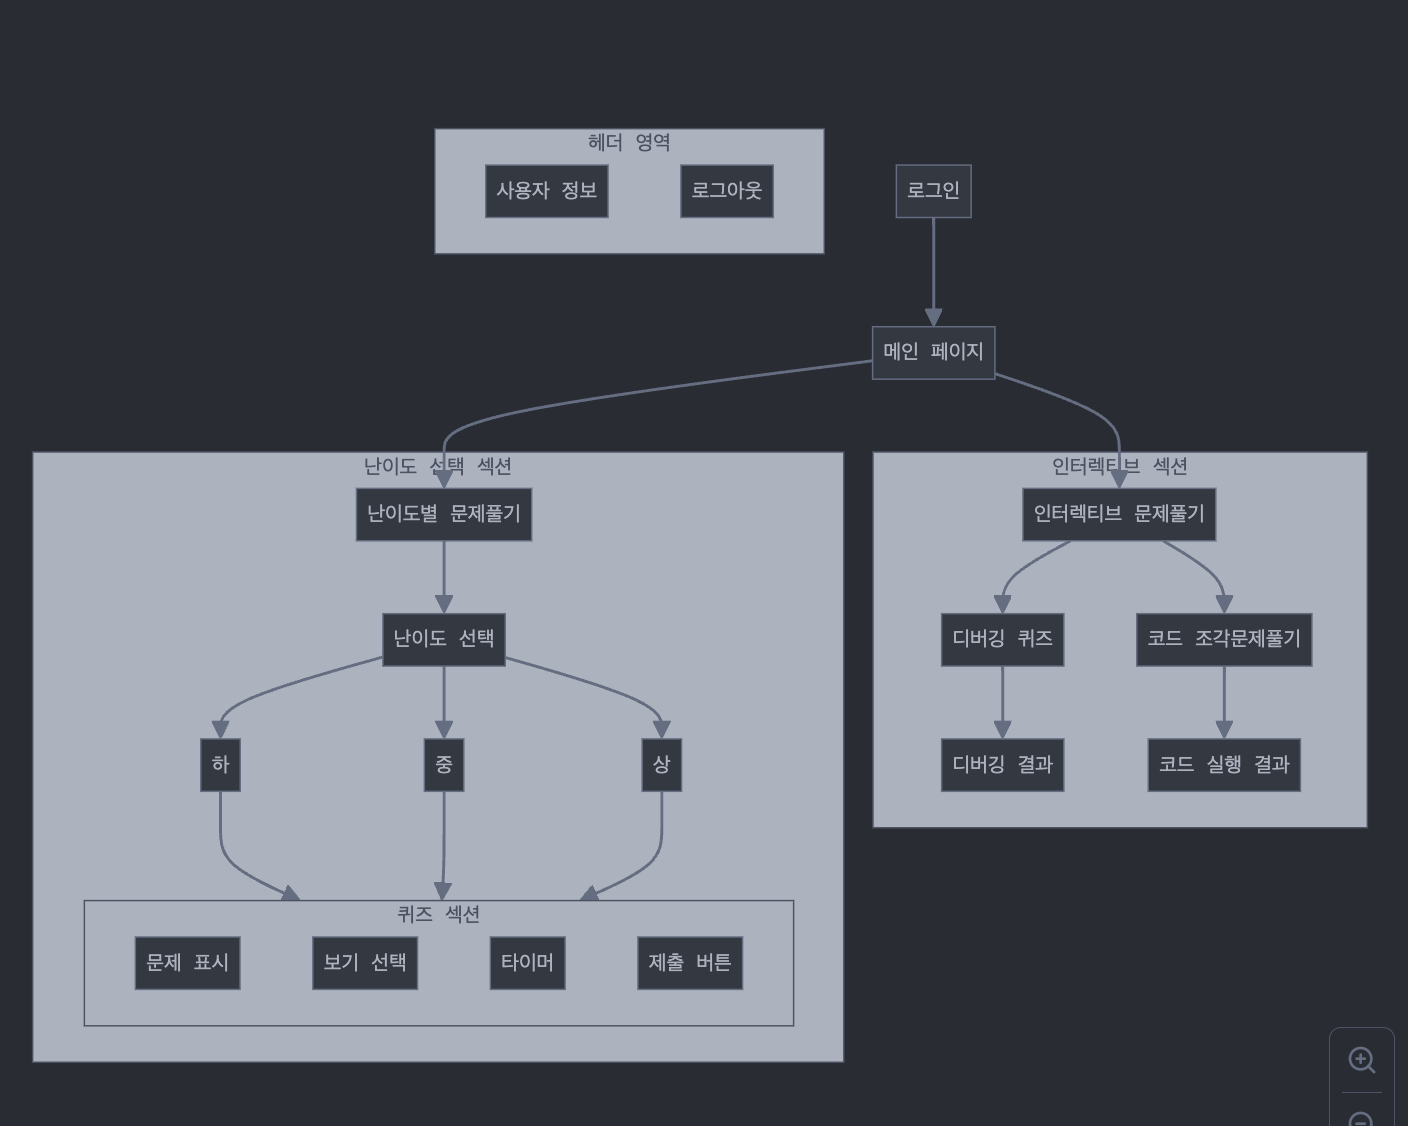 헤더 영역
사용자 정보
로그아웃
로그인
메인 페이지
난이도 선택 섹션
난이도별 문제풀기
난이도 선택
하
중
상
퀴즈 섹션
문제 표시
보기 선택
타이머
제출 버튼
인터렉티브 섹션
인터렉티브 문제풀기
디버깅 퀴즈
코드 조각문제풀기
디버깅 결과
코드 실행 결과